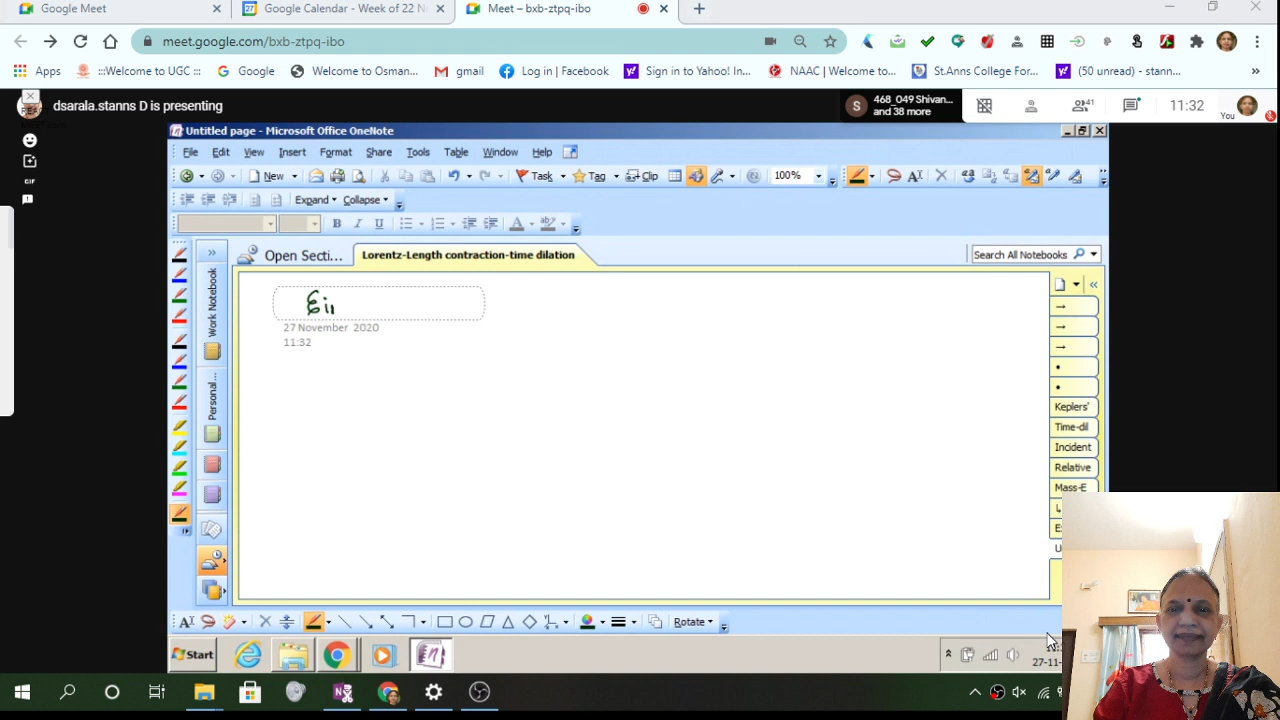 Google Meet
Google Calendar - Week of 22 N
Meet – bxb-ztpq-ibo
meet.google.com/bxb-ztpq-ibo
Apps
:::Welcome to UGC :::
Google
Welcome to Osman...
gmail
Log in | Facebook
Sign in to Yahoo! In...
NAAC | Welcome to...
St.Anns College For...
(50 unread) - stann...
dsarala.stanns D is presenting
S
468_049 Shivan...
and 38 more
41
11:32
You
GIF
Untitled page - Microsoft Office OneNote
File Edit View Insert Format Share Tools Table Window Help
New
Task
Tag
Clip
100%
Expand
Collapse
B I U
Open Secti...
Lorentz-Length contraction-time dilation
Search All Notebooks
Work Notebook
Personal...
27 November 2020
11:32
Keplers'
Time-dil
Incident
Relative
Mass-E
Rotate
Start
27-11-